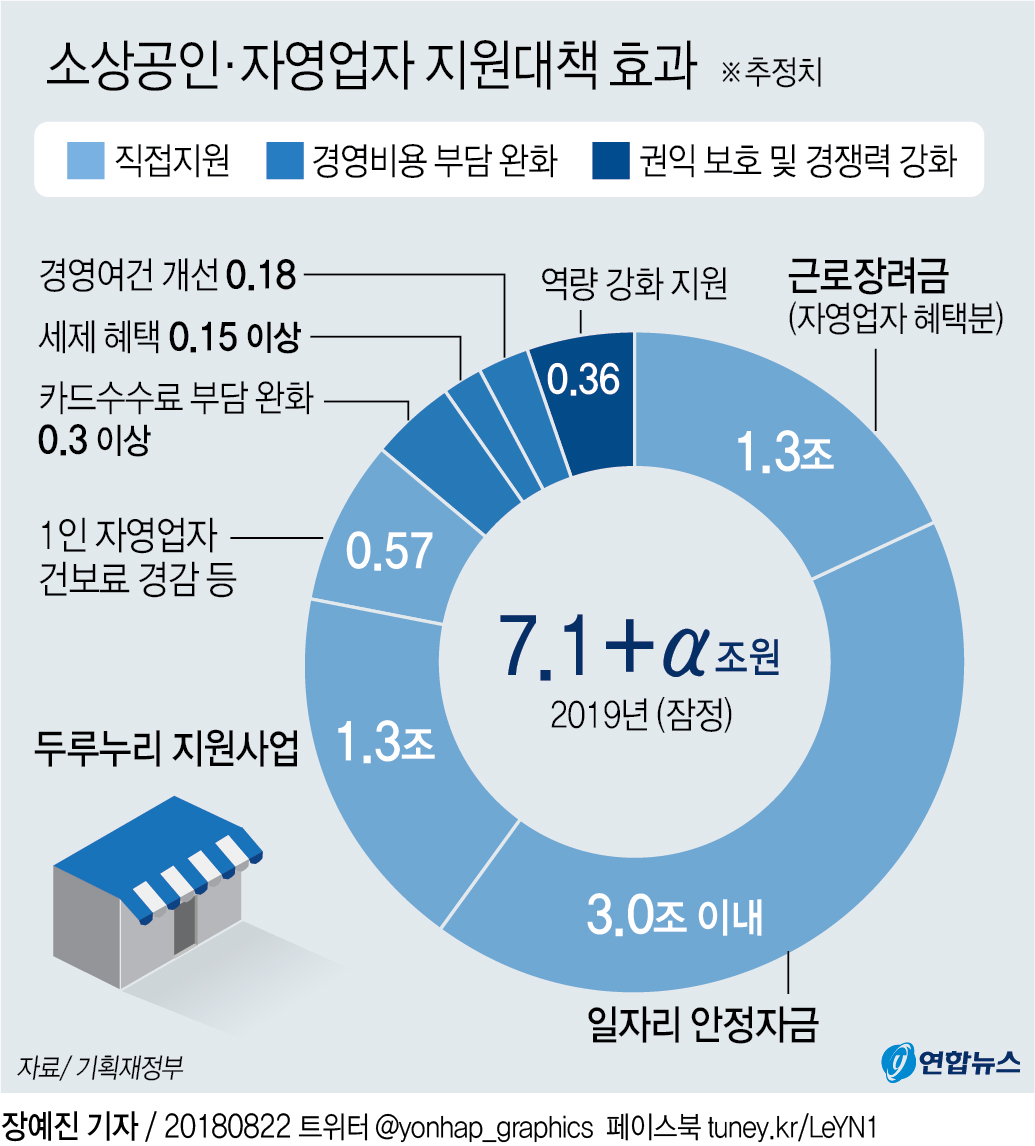 소상공인·자영업자 지원대책 효과 ※추정치
직접지원 경영비용 부담 완화 권익 보호 및 경쟁력 강화
경영여건 개선 0.18
세제 혜택 0.15 이상
카드수수료 부담 완화
0.3 이상
1인 자영업자
건보료 경감 등
0.57
역량 강화 지원
0.36
근로장려금
(자영업자 혜택분)
1.3조
7.1+α 조원
2019년 (잠정)
두루누리 지원사업
1.3조
3.0조 이내
일자리 안정자금
자료/ 기획재정부
연합뉴스
장예진 기자 / 20180822 트위터 @yonhap_graphics 페이스북 tuney.kr/LeYN1